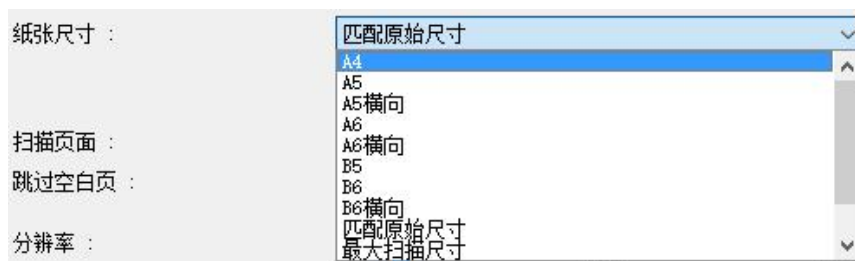 纸张尺寸 :
匹配原始尺寸
A4
A5
A5横向
A6
A6横向
B5
B6
B6横向
匹配原始尺寸
最大扫描尺寸
扫描页面 :
跳过空白页 :
分辨率 :